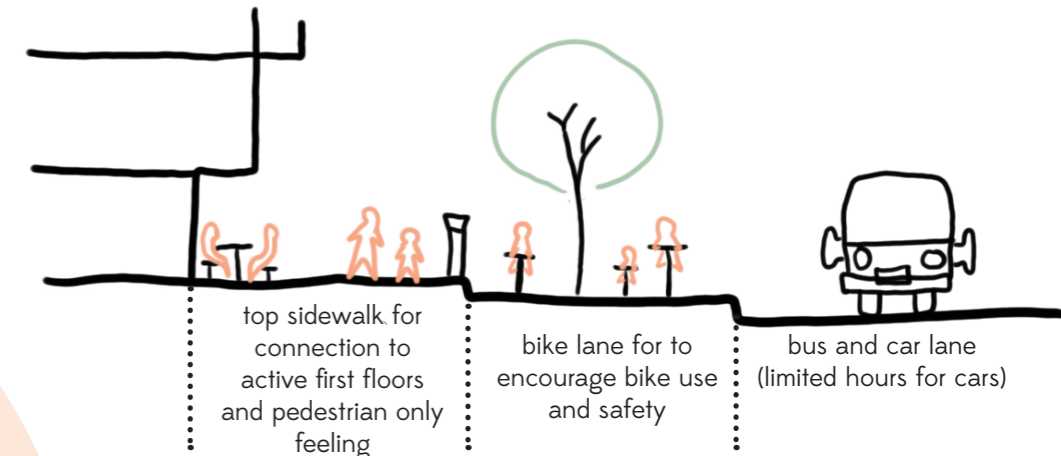 top sidewalk for
connection to
active first floors
and pedestrian only
feeling
bike lane for to
encourage bike use
and safety
bus and car lane
(limited hours for cars)